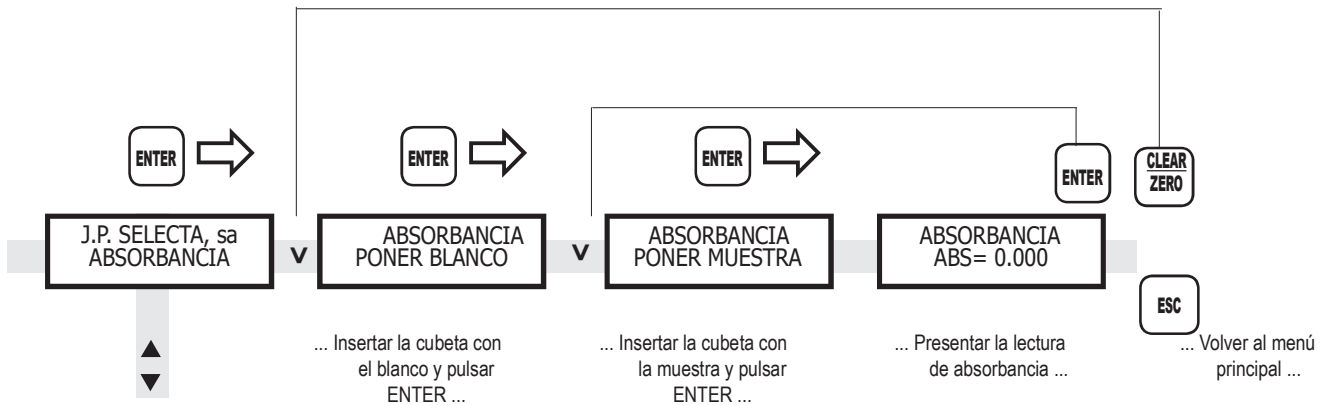 ENTER
ENTER
ENTER
ENTER
CLEAR
ZERO
J.P. SELECTA, sa
ABSORBANCIA
v
ABSORBANCIA
PONER BLANCO
v
ABSORBANCIA
PONER MUESTRA
ABSORBANCIA
ABS= 0.000
ESC
... Insertar la cubeta con
el blanco y pulsar
ENTER ...
... Insertar la cubeta con
la muestra y pulsar
ENTER ...
... Presentar la lectura
de absorbancia ...
... Volver al menú
principal ...